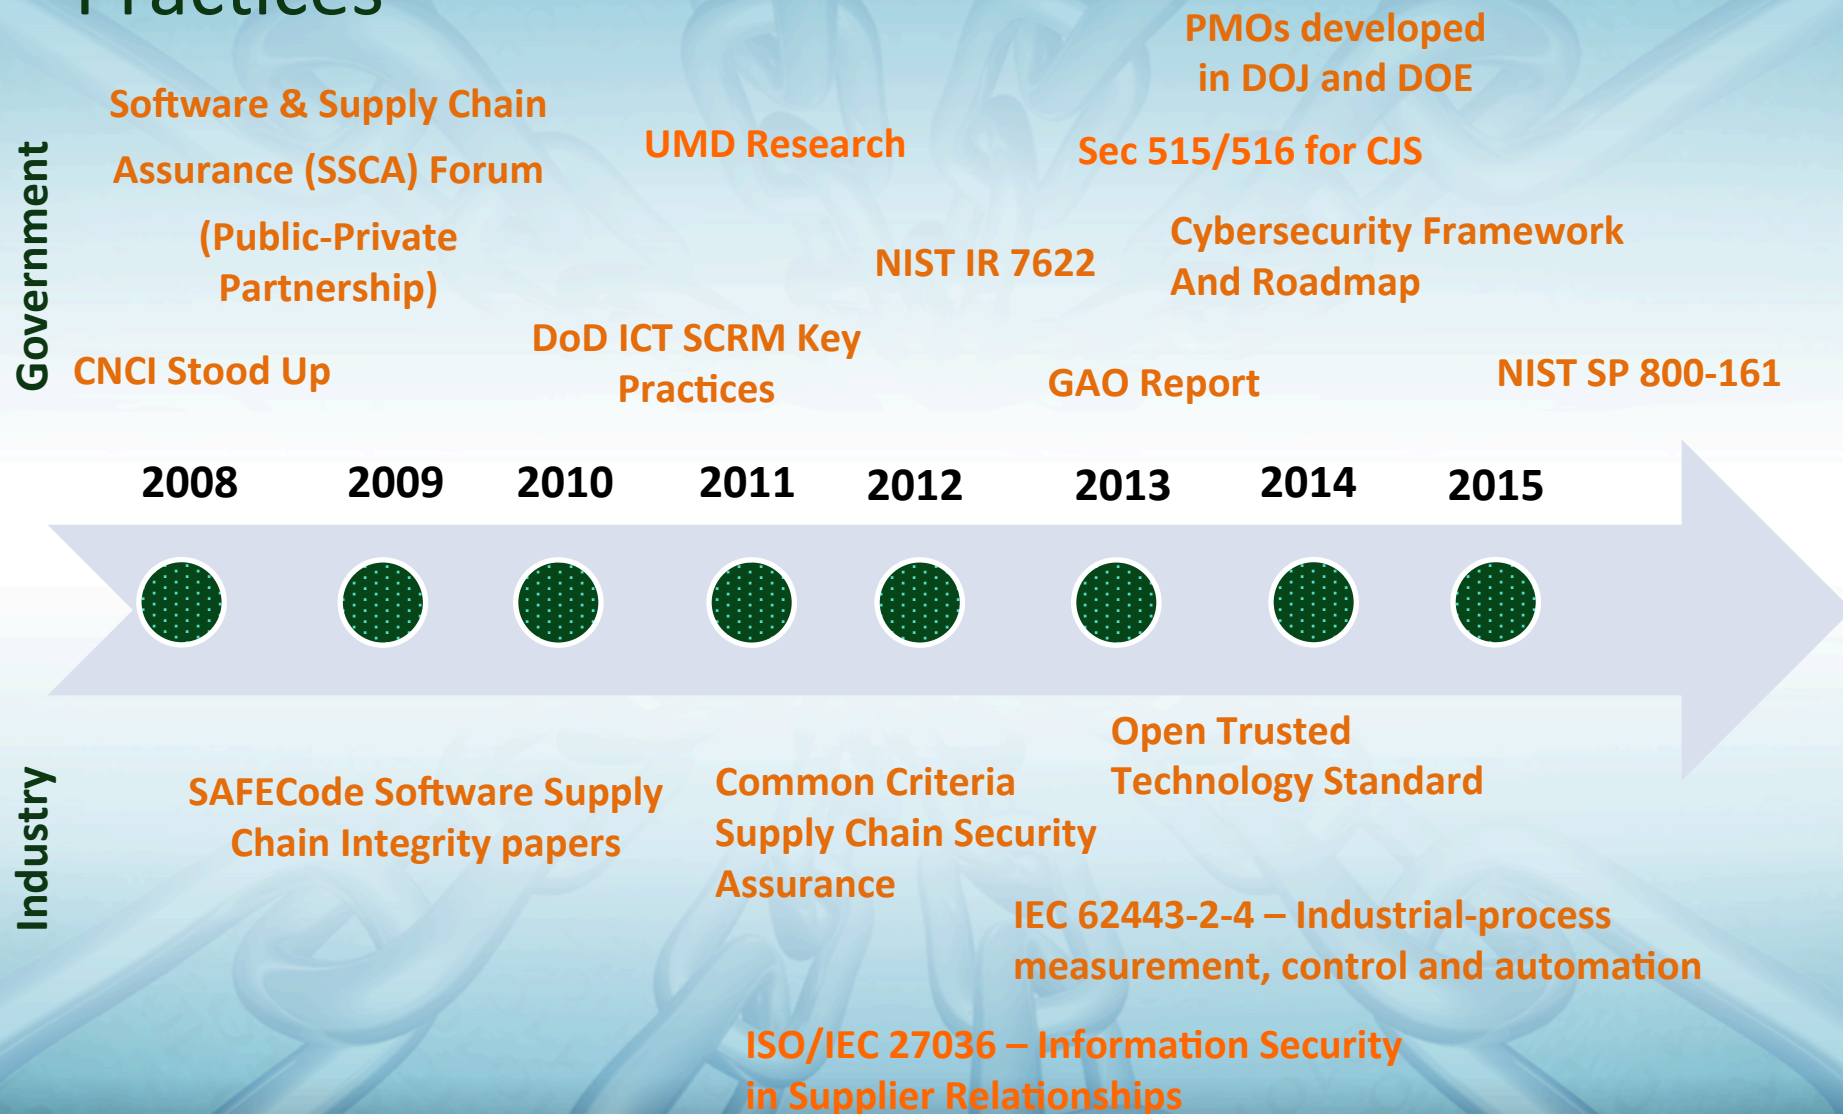 Practices
PMOs developed
in DOJ and DOE
Software & Supply Chain
Assurance (SSCA) Forum
(Public-Private
Partnership)
UMD Research
Sec 515/516 for CJS
Government
NIST IR 7622
Cybersecurity Framework
And Roadmap
CNCI Stood Up
DoD ICT SCRM Key
Practices
GAO Report
NIST SP 800-161
2008 2009 2010 2011 2012 2013 2014 2015
Industry
SAFECode Software Supply
Chain Integrity papers
Common Criteria
Supply Chain Security
Assurance
Open Trusted
Technology Standard
IEC 62443-2-4 – Industrial-process
measurement, control and automation
ISO/IEC 27036 – Information Security
in Supplier Relationships